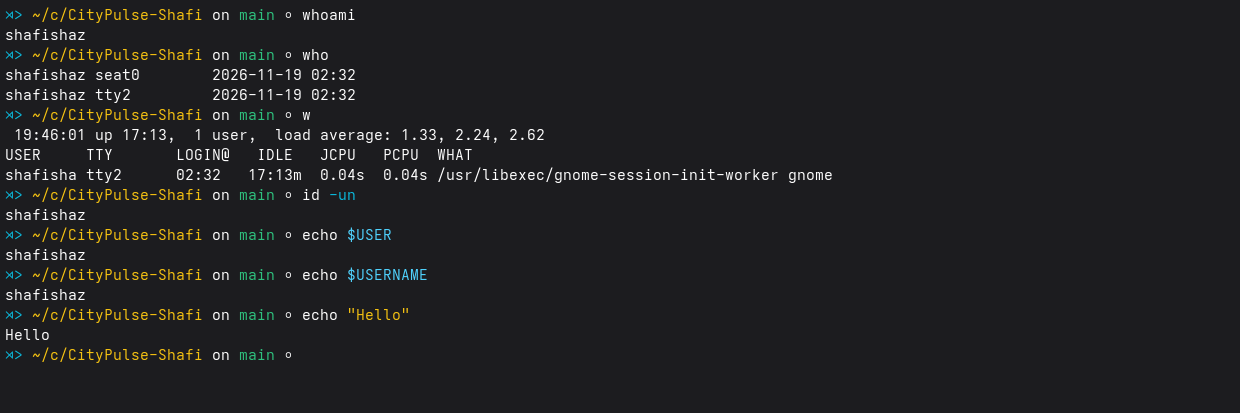 ⋊> ~/c/CityPulse-Shafi on main ∘ whoami
shafishaz
⋊> ~/c/CityPulse-Shafi on main ∘ who
shafishaz seat0        2026-11-19 02:32
shafishaz tty2         2026-11-19 02:32
⋊> ~/c/CityPulse-Shafi on main ∘ w
 19:46:01 up 17:13,  1 user,  load average: 1.33, 2.24, 2.62
USER     TTY       LOGIN@   IDLE   JCPU   PCPU  WHAT
shafisha tty2      02:32   17:13m  0.04s  0.04s /usr/libexec/gnome-session-init-worker gnome
⋊> ~/c/CityPulse-Shafi on main ∘ id -un
shafishaz
⋊> ~/c/CityPulse-Shafi on main ∘ echo $USER
shafishaz
⋊> ~/c/CityPulse-Shafi on main ∘ echo $USERNAME
shafishaz
⋊> ~/c/CityPulse-Shafi on main ∘ echo "Hello"
Hello
⋊> ~/c/CityPulse-Shafi on main ∘